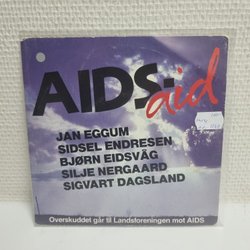 AIDS-
aid
JAN EGGUM
SIDSEL ENDRESEN
BJØRN EIDSVÅG
SILJE NERGAARD
SIGVART DAGSLAND
Overskuddet går til Landsforeningen mot AIDS